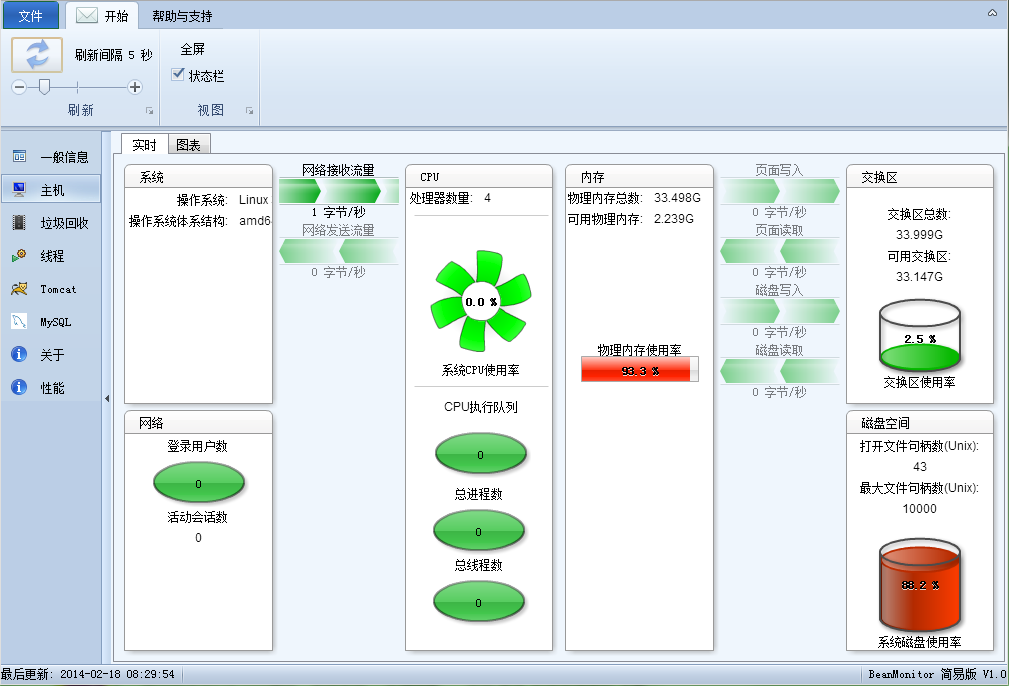 文件 开始 帮助与支持
刷新间隔 5 秒
全屏
状态栏
刷新 视图
一般信息
主机
垃圾回收
线程
Tomcat
MySQL
关于
性能
实时 图表
系统
操作系统: Linux
操作系统体系结构: amd6
网络
登录用户数
0
活动会话数
0
网络接收流量
1 字节/秒
网络发送流量
0 字节/秒
CPU
处理器数量: 4
0.0 %
系统CPU使用率
CPU执行队列
0
总进程数
0
总线程数
0
内存
物理内存总数: 33.498G
可用物理内存: 2.239G
物理内存使用率
93.3 %
页面写入
0 字节/秒
页面读取
0 字节/秒
磁盘写入
0 字节/秒
磁盘读取
0 字节/秒
交换区
交换区总数:
33.999G
可用交换区:
33.147G
2.5 %
交换区使用率
磁盘空间
打开文件句柄数(Unix):
43
最大文件句柄数(Unix):
10000
88.2 %
系统磁盘使用率
最后更新: 2014-02-18 08:29:54
BeanMonitor 简易版 V1.0